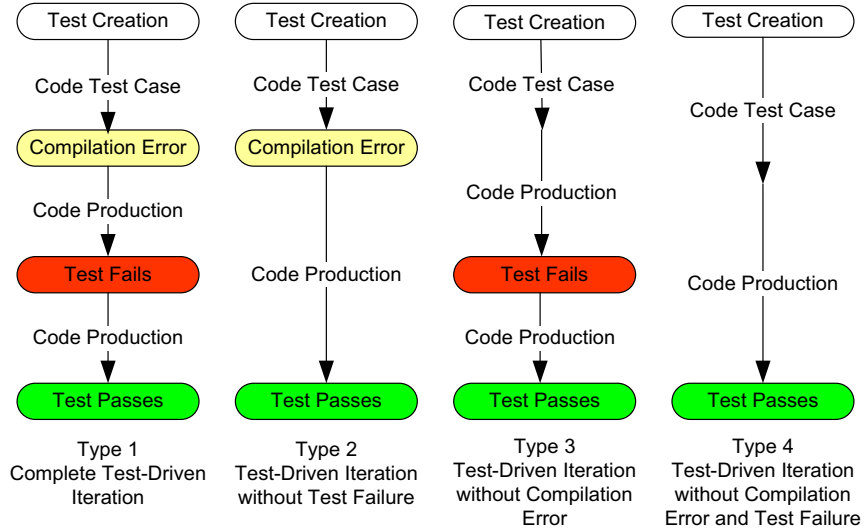 Test Creation
Code Test Case
Compilation Error
Code Production
Test Fails
Code Production
Test Passes
Type 1
Complete Test-Driven
Iteration
Test Creation
Code Test Case
Compilation Error
Code Production
Test Passes
Type 2
Test-Driven Iteration
without Test Failure
Test Creation
Code Test Case
Code Production
Test Fails
Code Production
Test Passes
Type 3
Test-Driven Iteration
without Compilation
Error
Test Creation
Code Test Case
Code Production
Test Passes
Type 4
Test-Driven Iteration
without Compilation
Error and Test Failure